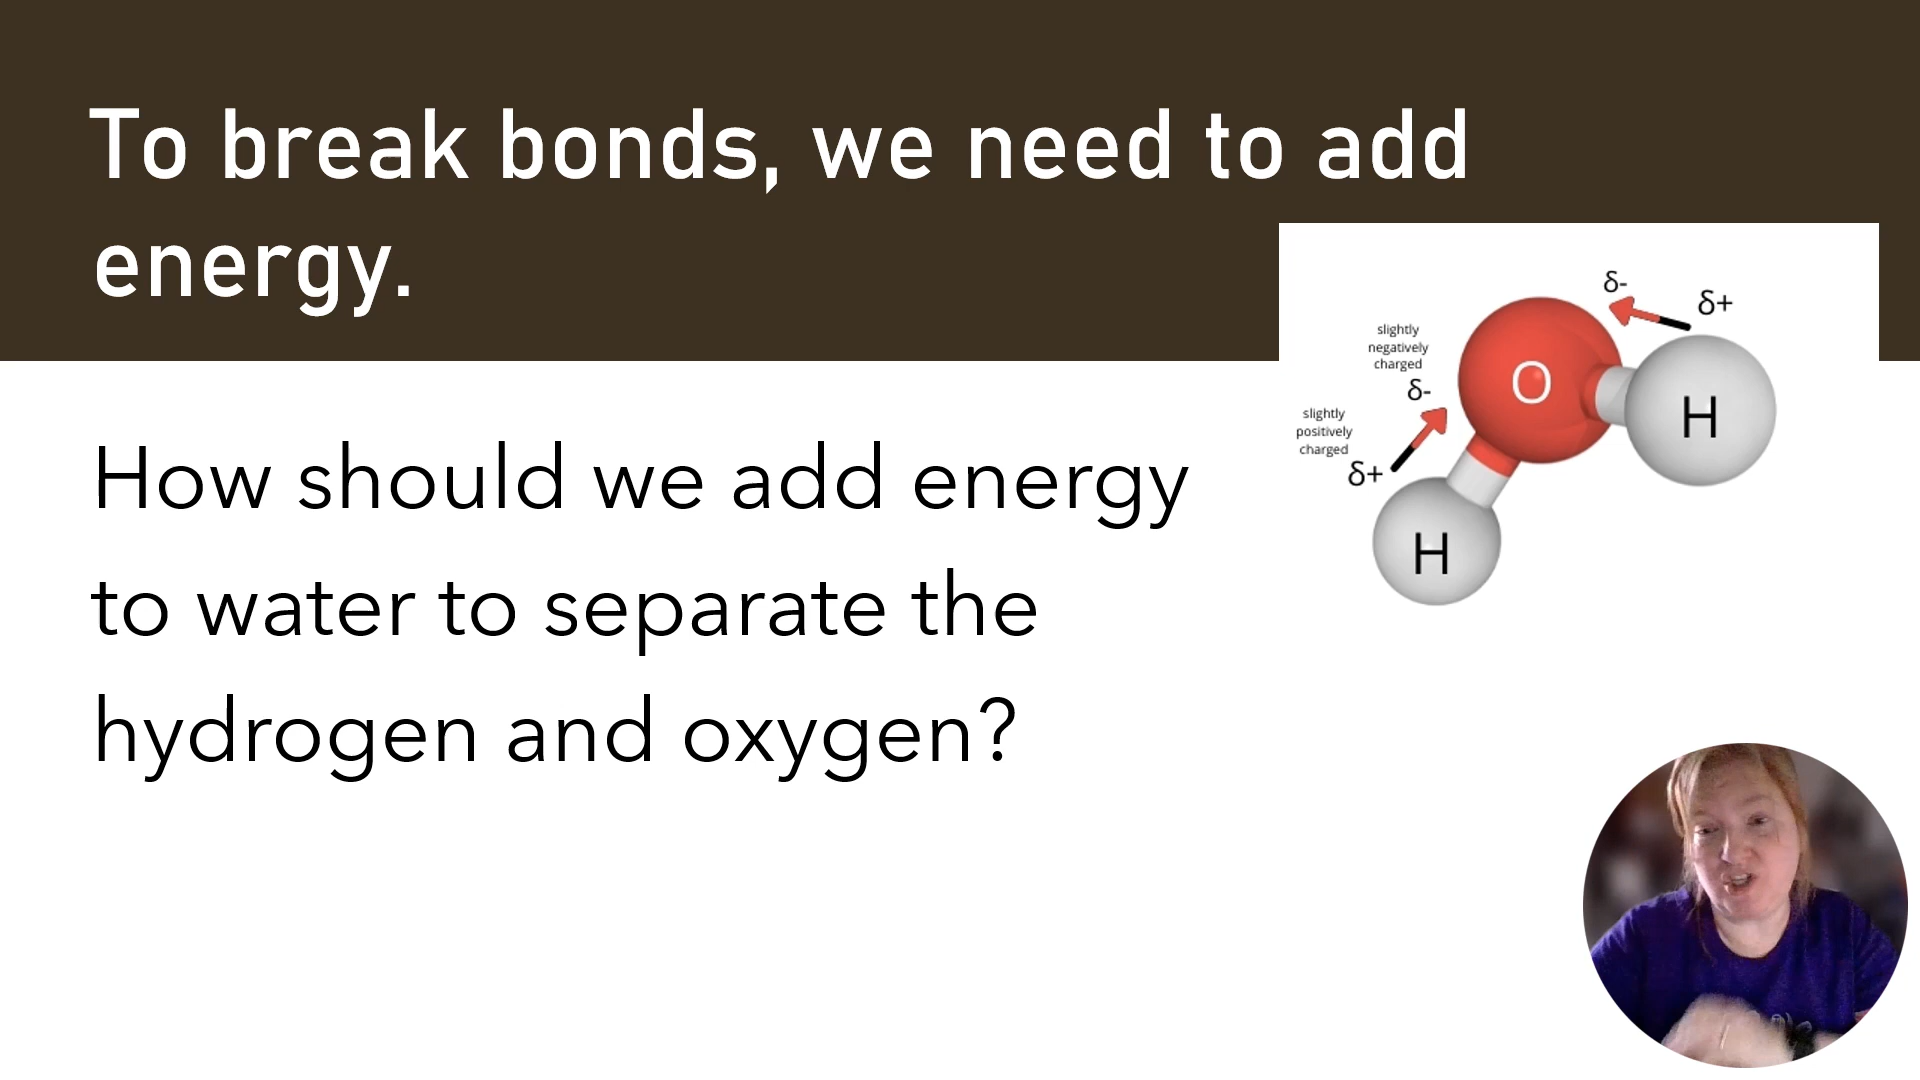 To break bonds, we need to add
energy.
How should we add energy
to water to separate the
hydrogen and oxygen?
δ-
δ+
slightly
negatively
charged
δ-
slightly
positively
charged
δ+
O
H
H